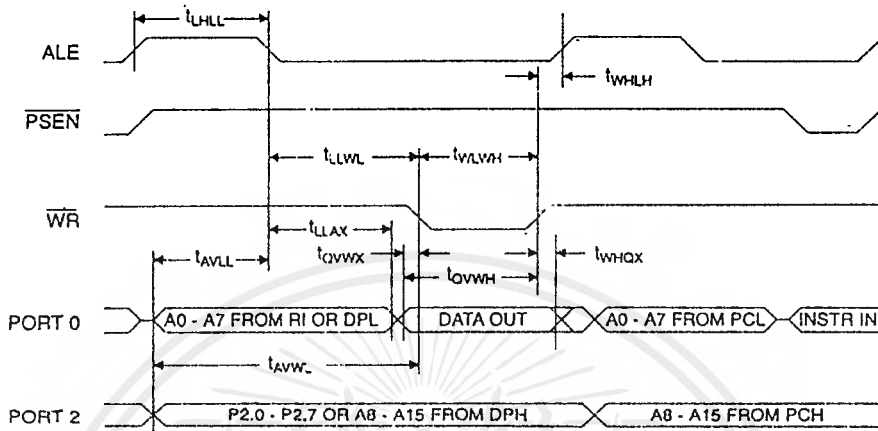 tLHLL
ALE
tWHLH
PSEN
tLLWL
tWLWH
WR
tLLAX
tAVLL
tQVWX
tWHQX
tQVWH
PORT 0
A0 - A7 FROM RI OR DPL
DATA OUT
A0 - A7 FROM PCL
INSTR IN
tAVWL
PORT 2
P2.0 - P2.7 OR A8 - A15 FROM DPH
A8 - A15 FROM PCH